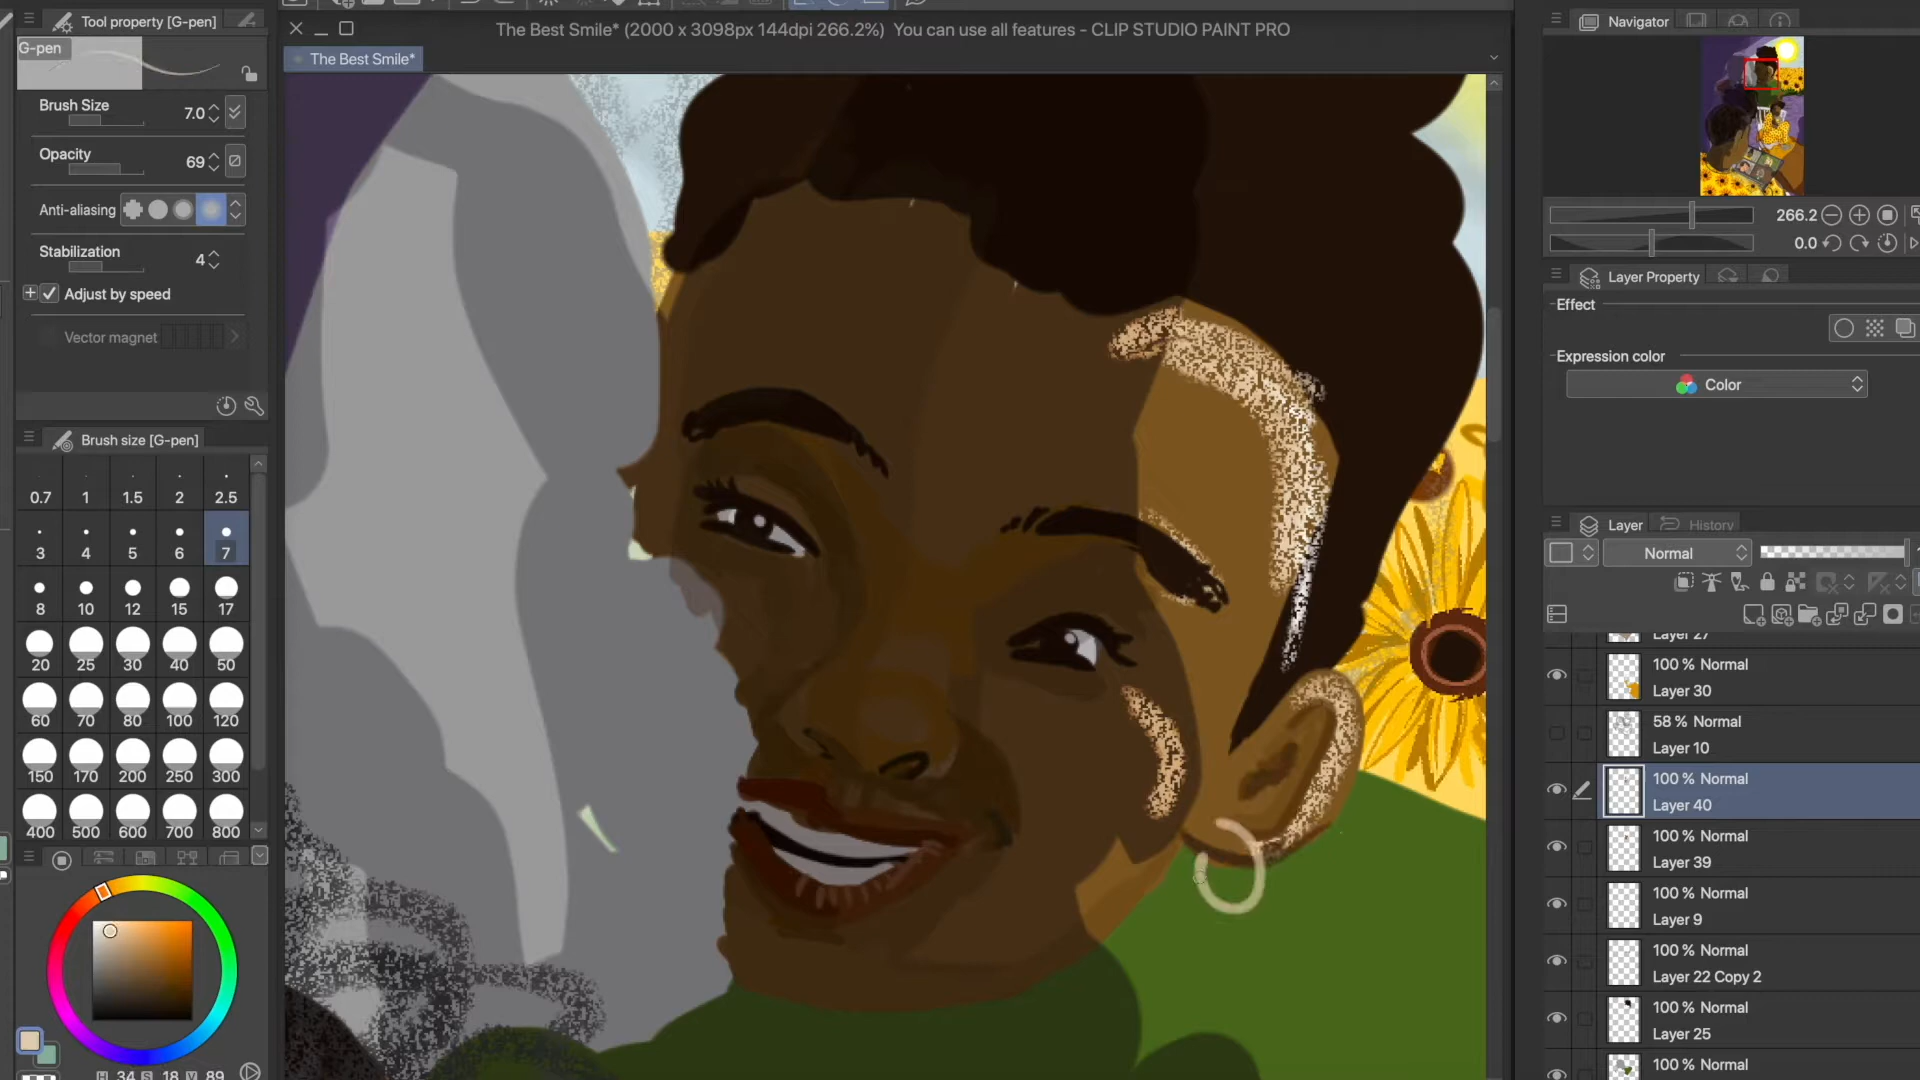 Tool property [G-pen]
The Best Smile* (2000 x 3098px 144dpi 266.2%)  You can use all features - CLIP STUDIO PAINT PRO
Navigator
G-pen
The Best Smile*
Brush Size
7.0
Opacity
69
Anti-aliasing
Stabilization
4
Adjust by speed
Vector magnet
266.2
0.0
Layer Property
Effect
Expression color
Color
Brush size [G-pen]
0.7 1 1.5 2 2.5
3 4 5 6 7
8 10 12 15 17
20 25 30 40 50
60 70 80 100 120
150 170 200 250 300
400 500 600 700 800
H 34 S 18 V 89
Layer
History
Normal
Layer 27
100 % Normal
Layer 30
58 % Normal
Layer 10
100 % Normal
Layer 40
100 % Normal
Layer 39
100 % Normal
Layer 9
100 % Normal
Layer 22 Copy 2
100 % Normal
Layer 25
100 % Normal